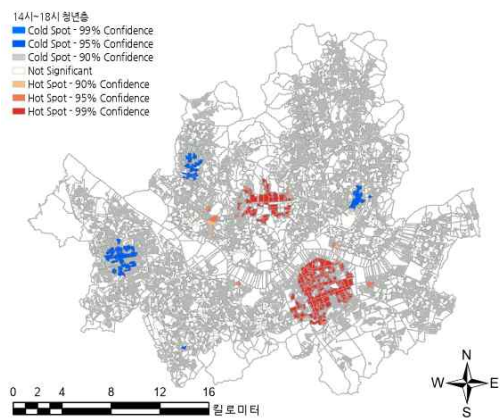 14시~18시 청년층
Cold Spot - 99% Confidence
Cold Spot - 95% Confidence
Cold Spot - 90% Confidence
Not Significant
Hot Spot - 90% Confidence
Hot Spot - 95% Confidence
Hot Spot - 99% Confidence
N
W E
S
0 2 4 8 12 16
킬로미터